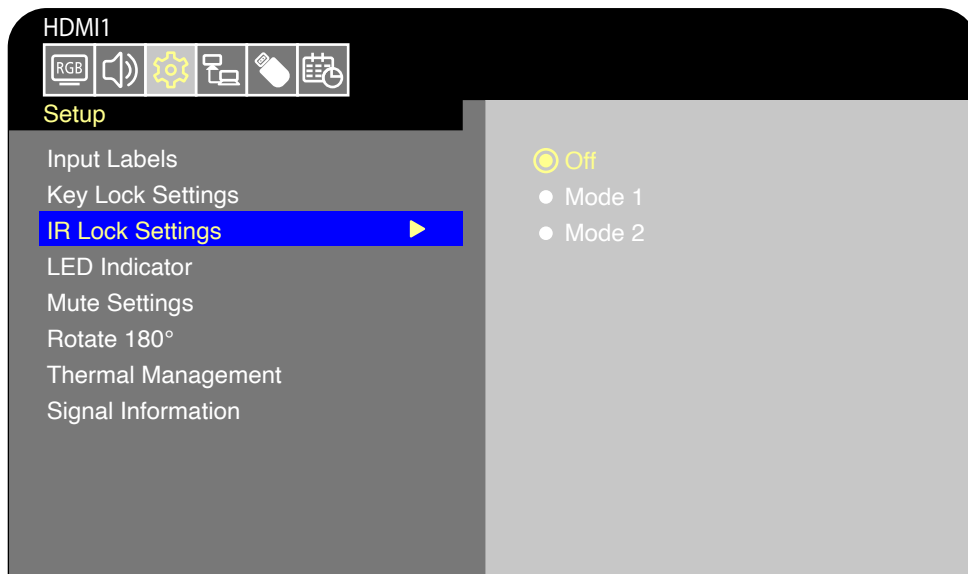 HDMI1
RGB
Setup
Input Labels
Key Lock Settings
IR Lock Settings
LED Indicator
Mute Settings
Rotate 180°
Thermal Management
Signal Information
Off
Mode 1
Mode 2